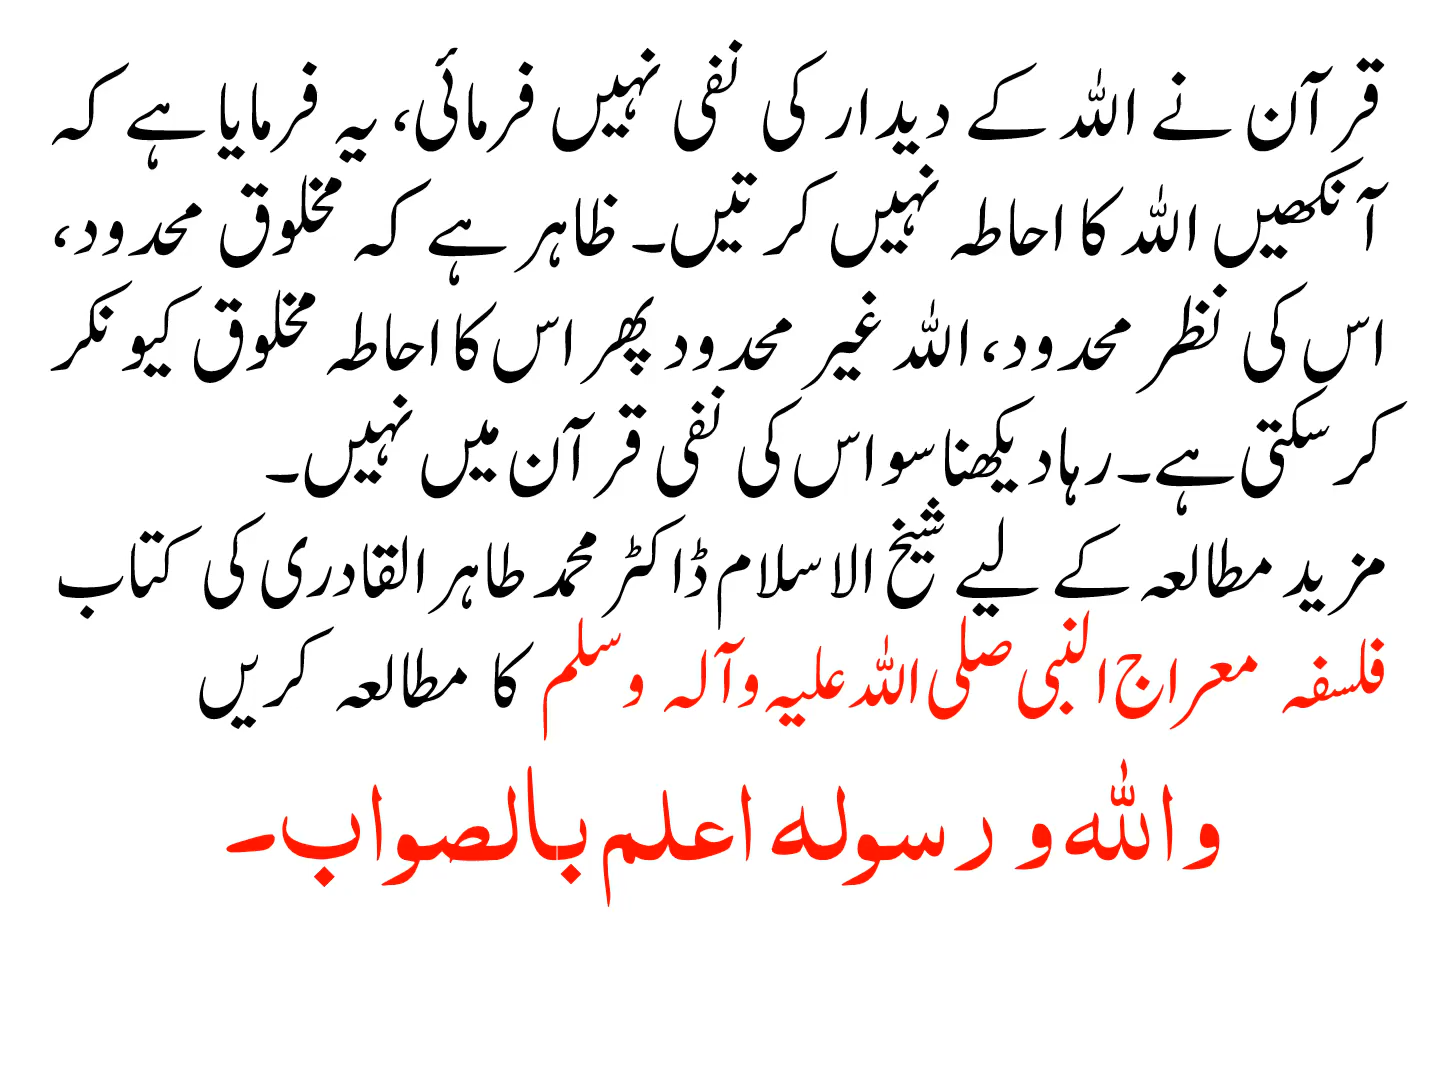 قرآن نے اللہ کے دیدار کی نفی نہیں فرمائی، یہ فرمایا ہے کہ
آنکھیں اللہ کا احاطہ نہیں کرتیں۔ ظاہر ہے کہ مخلوق محدود،
اس کی نظر محدود، اللہ غیر محدود پھر اس کا احاطہ مخلوق کیونکر
کر سکتی ہے۔ رہا دیکھنا سو اس کی نفی قرآن میں نہیں۔
مزید مطالعہ کے لیے شیخ الاسلام ڈاکٹر محمد طاہر القادری کی کتاب
فلسفہ معراج النبی صلی اللہ علیہ وآلہ وسلم کا مطالعہ کریں
واللہ و رسولہ اعلم بالصواب۔